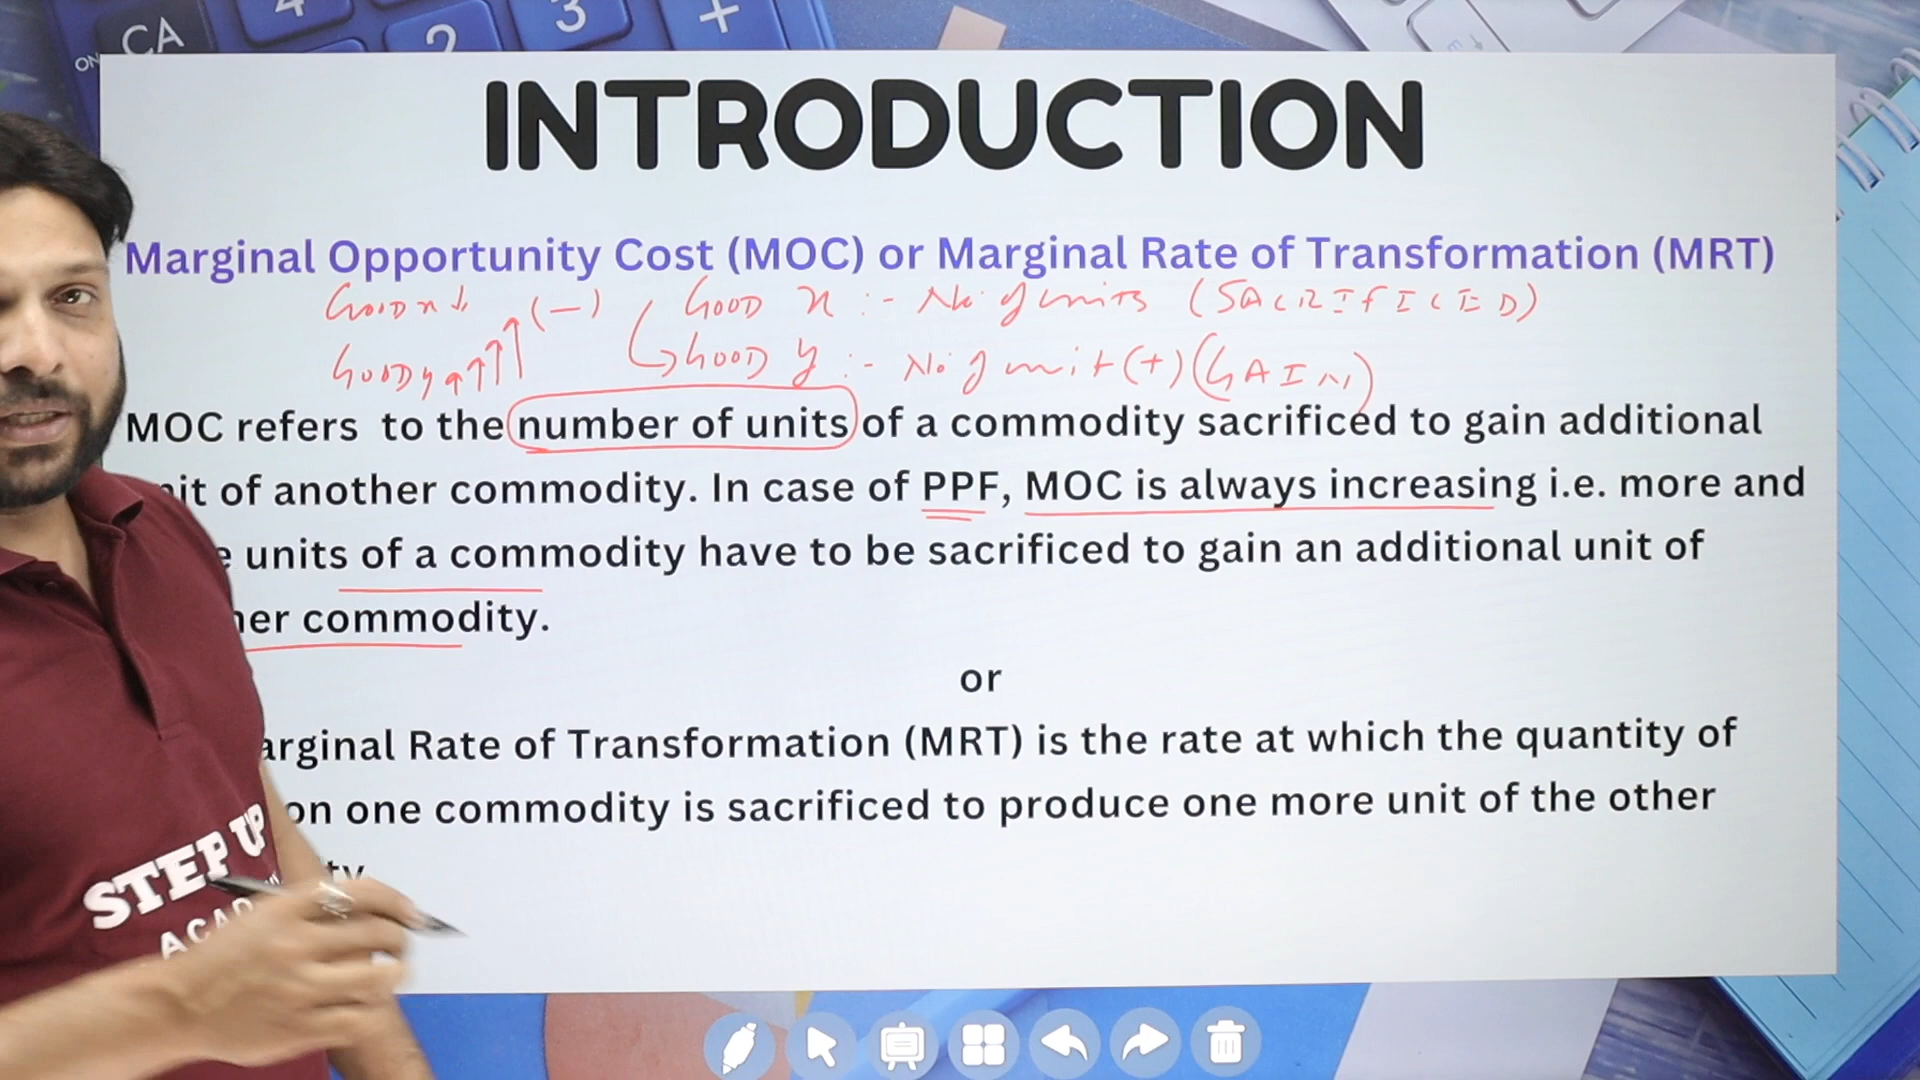 ON CA 4 2 3 +
INTRODUCTION
Marginal Opportunity Cost (MOC) or Marginal Rate of Transformation (MRT)
GOOD x ↓ (-) GOOD x :- No of units (SACRIFICED)
GOOD y ↑↑↑↑ GOOD y :- No of unit (+) (GAIN)
MOC refers to the number of units of a commodity sacrificed to gain additional
it of another commodity. In case of PPF, MOC is always increasing i.e. more and
e units of a commodity have to be sacrificed to gain an additional unit of
her commodity.
or
arginal Rate of Transformation (MRT) is the rate at which the quantity of
on one commodity is sacrificed to produce one more unit of the other
ty
STEP UP
ACAD